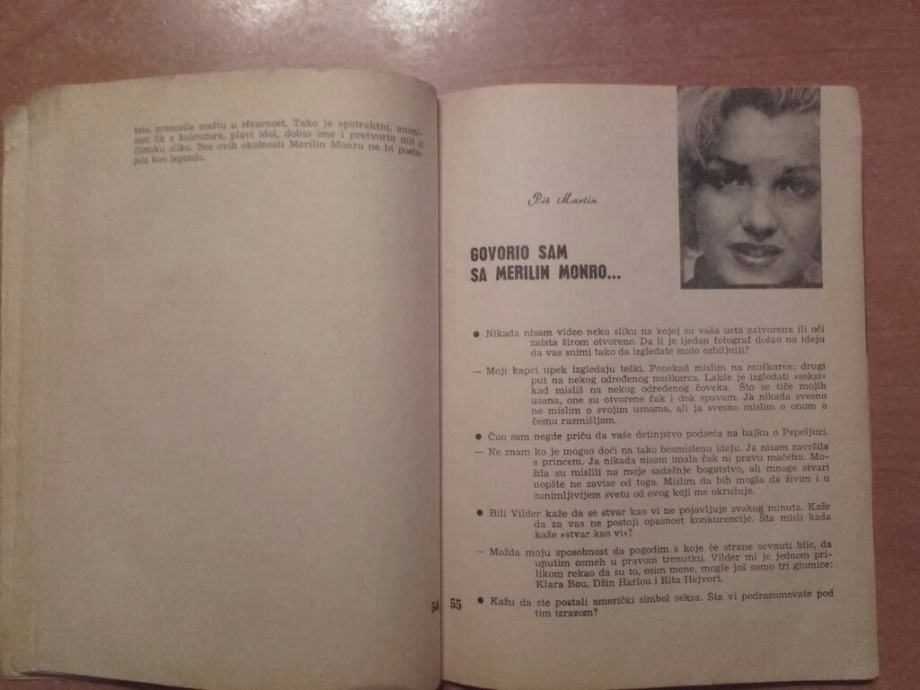 tela, prenosile maštu u stvarnost. Tako je apstraktni, anoni-
mni lik z kalendara, plavi idol, dobio ime i pretvorio mit u
filmsku sliku. Bez ovih okolnosti Merilin Monro ne bi posto-
jala kao legenda.
54
Pit Martin
GOVORIO SAM
SA MERILIN MONRO...
● Nikada nisam video neku sliku na kojoj su vaša usta zatvorena ili oči
zaista širom otvorene. Da li je ijedan fotograf došao na ideju
da vas snimi tako da izgledate malo ozbiljniji?
— Moji kapci upek izgledaju teški. Ponekad mislim na muškarce; drugi
put na nekog određenog muškarca. Lakše je izgledati »seksi»
kad misliš na nekog određenog čoveka. Što se tiče mojih
usana, one su otvorene čak i dok spavam. Ja nikada svesno
ne mislim o svojim usnama, ali ja svesno mislim o onom o
čemu razmišljam.
● Čuo sam negde priču da vaše detinjstvo podseća na bajku o Pepeljuzi.
— Ne znam ko je mogao doći na tako besmislenu ideju. Ja nisam završila
s princem. Ja nikada nisam imala čak ni pravu maćehu. Mo-
žda su mislili na moje sadašnje bogatstvo, ali mnoge stvari
uopšte ne zavise od toga. Mislim da bih mogla da živim i u
zanimljivijem svetu od ovog koji me okružuje.
● Bili Vilder kaže da se stvar kao vi ne pojavljuje svakog minuta. Kaže
da za vas ne postoji opasnost konkurencije. Šta misli kada
kaže »stvar kao vi«?
— Možda moju sposobnost da pogodim s koje će strane sevnuti blic, da
uputim osmeh u pravom trenutku. Vilder mi je jednom pri-
likom rekao da su to, osim mene, mogle još samo tri glumice:
Klara Bou, Džin Harlou i Rita Hejvort.
● Kažu da ste postali američki simbol seksa. Šta vi podrazumevate pod
tim izrazom?
55